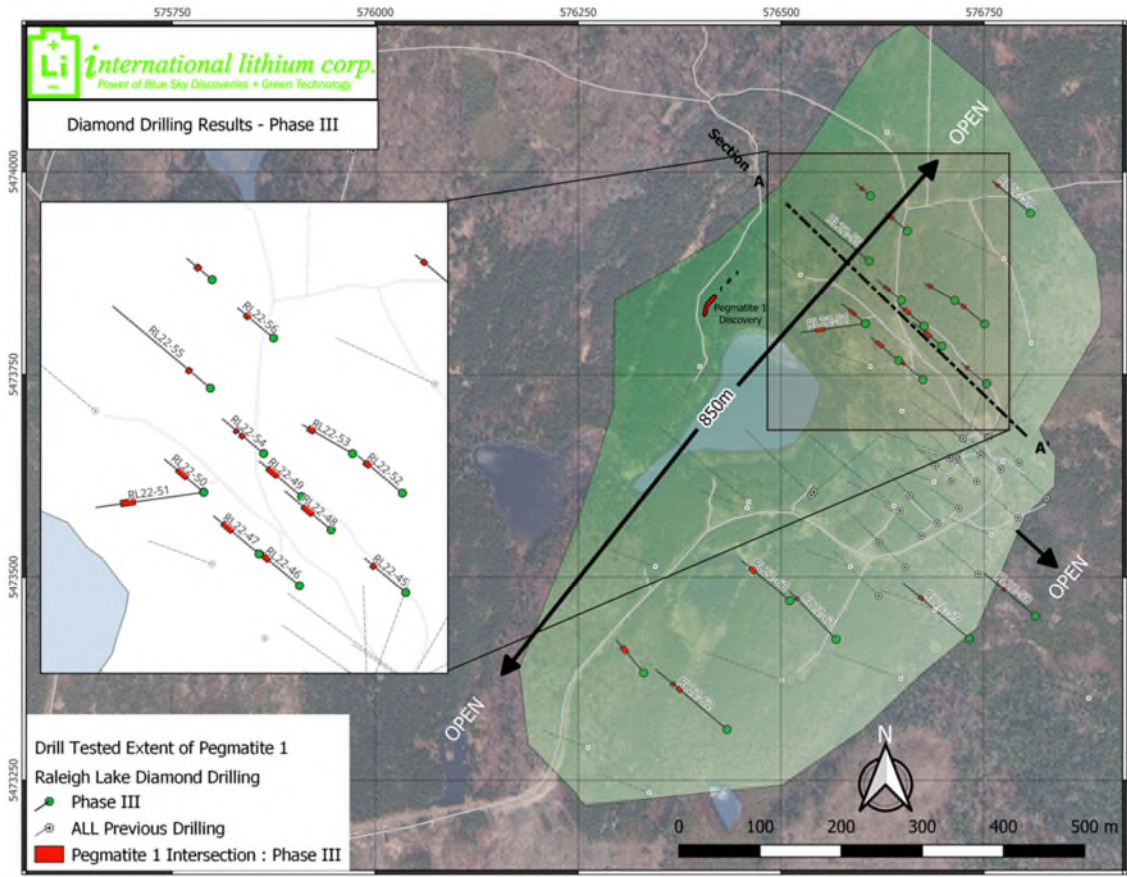 575750
576000
576250
576500
576750
5474000
5473750
5473500
5473250
+
Li
−
international lithium corp.
Power of Blue Sky Discoveries + Green Technology
Diamond Drilling Results - Phase III
RL22-56
RL22-55
RL22-54
RL22-53
RL22-52
RL22-49
RL22-50
RL22-51
RL22-48
RL22-47
RL22-46
RL22-45
Section
A
OPEN
Pegmatite 1
Discovery
850m
A'
OPEN
OPEN
Drill Tested Extent of Pegmatite 1
Raleigh Lake Diamond Drilling
Phase III
ALL Previous Drilling
Pegmatite 1 Intersection : Phase III
N
0 100 200 300 400 500 m